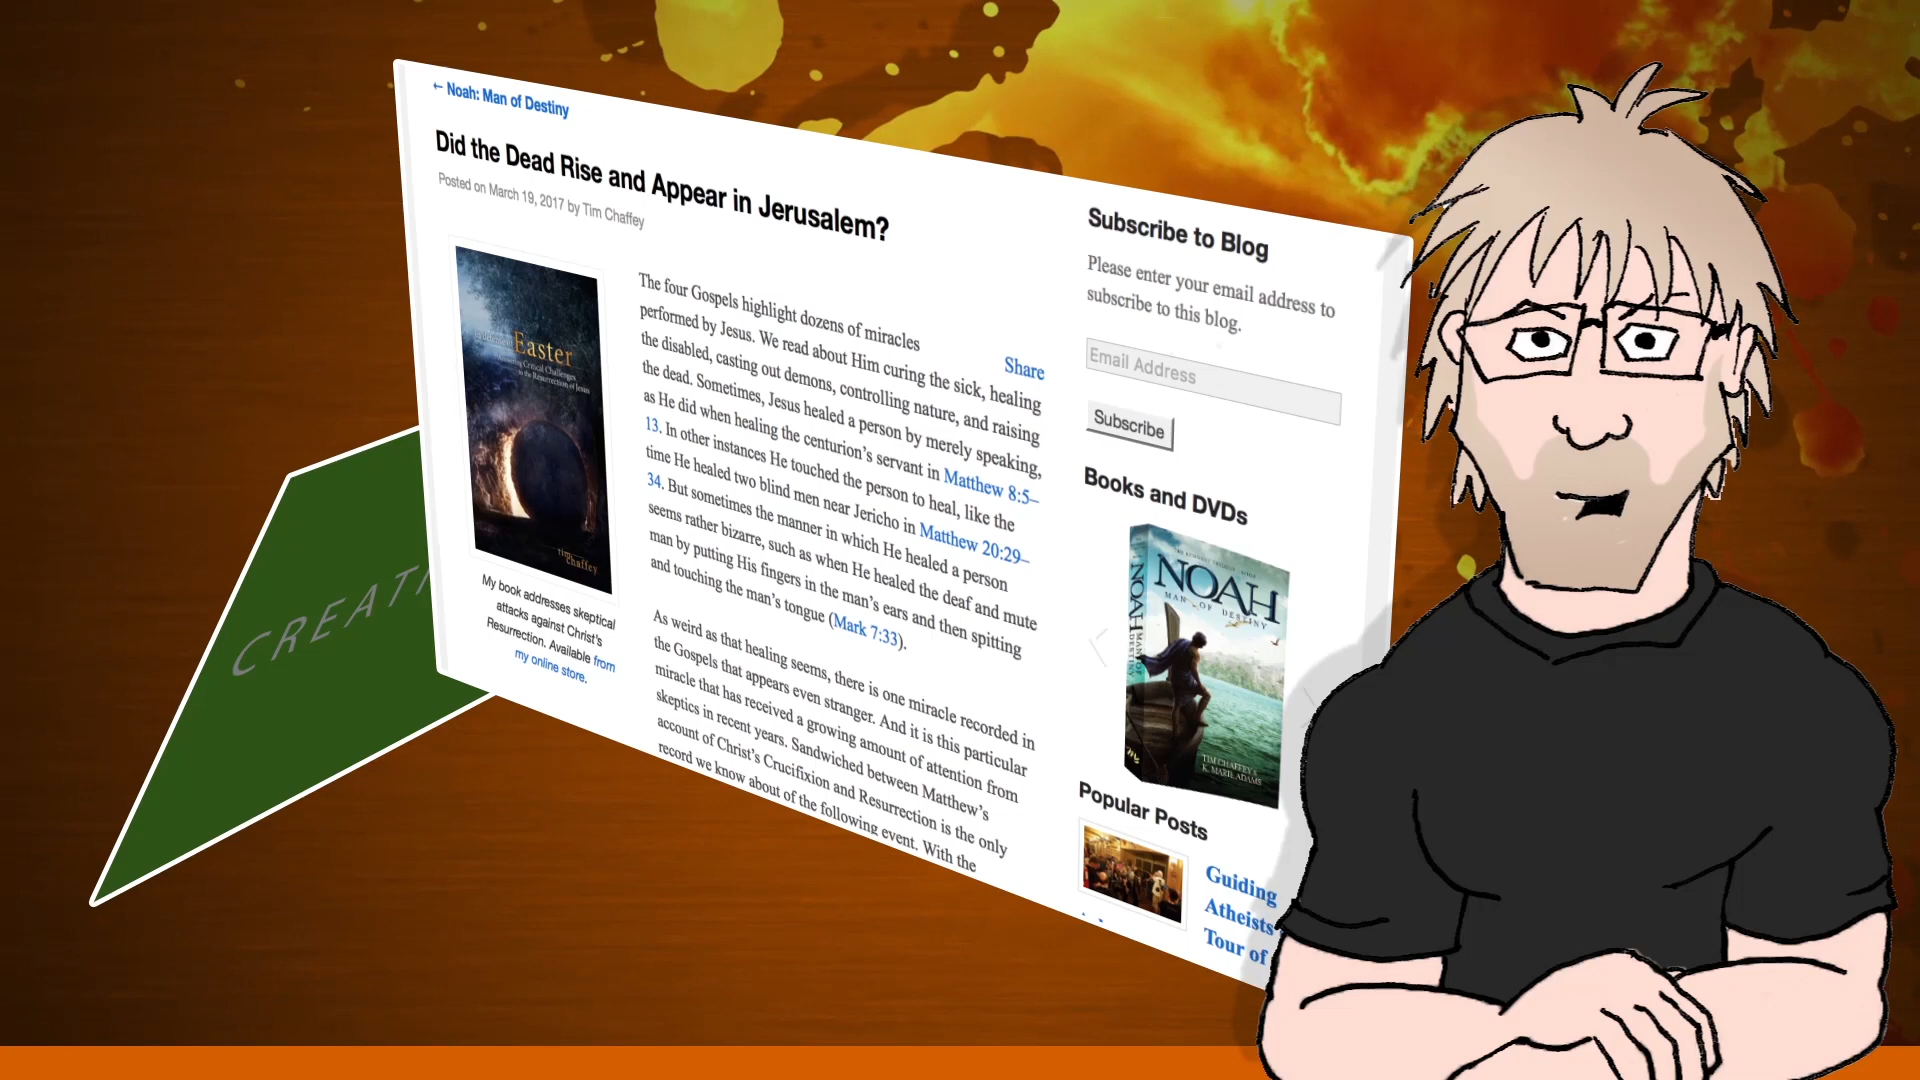 ← Noah: Man of Destiny
Did the Dead Rise and Appear in Jerusalem?
Posted on March 19, 2017 by Tim Chaffey
Easter
Critical Challenges
to the Resurrection of Jesus
tim
chaffey
My book addresses skeptical
attacks against Christ's
Resurrection. Available from
my online store.
The four Gospels highlight dozens of miracles
performed by Jesus. We read about Him curing the sick, healing
the disabled, casting out demons, controlling nature, and raising
the dead. Sometimes, Jesus healed a person by merely speaking,
as He did when healing the centurion's servant in Matthew 8:5–
13. In other instances He touched the person to heal, like the
time He healed two blind men near Jericho in Matthew 20:29–
34. But sometimes the manner in which He healed a person
seems rather bizarre, such as when He healed the deaf and mute
man by putting His fingers in the man's ears and then spitting
and touching the man's tongue (Mark 7:33).
As weird as that healing seems, there is one miracle recorded in
the Gospels that appears even stranger. And it is this particular
miracle that has received a growing amount of attention from
skeptics in recent years. Sandwiched between Matthew's
account of Christ's Crucifixion and Resurrection is the only
record we know about of the following event. With the
Share
Subscribe to Blog
Please enter your email address to
subscribe to this blog.
Email Address
Subscribe
Books and DVDs
NOAH
MAN OF DESTINY
TIM CHAFFEY &
K. MARIE ADAMS
NOAH
MAN OF DESTINY
Popular Posts
Guiding
Atheists
Tour of
CREATI